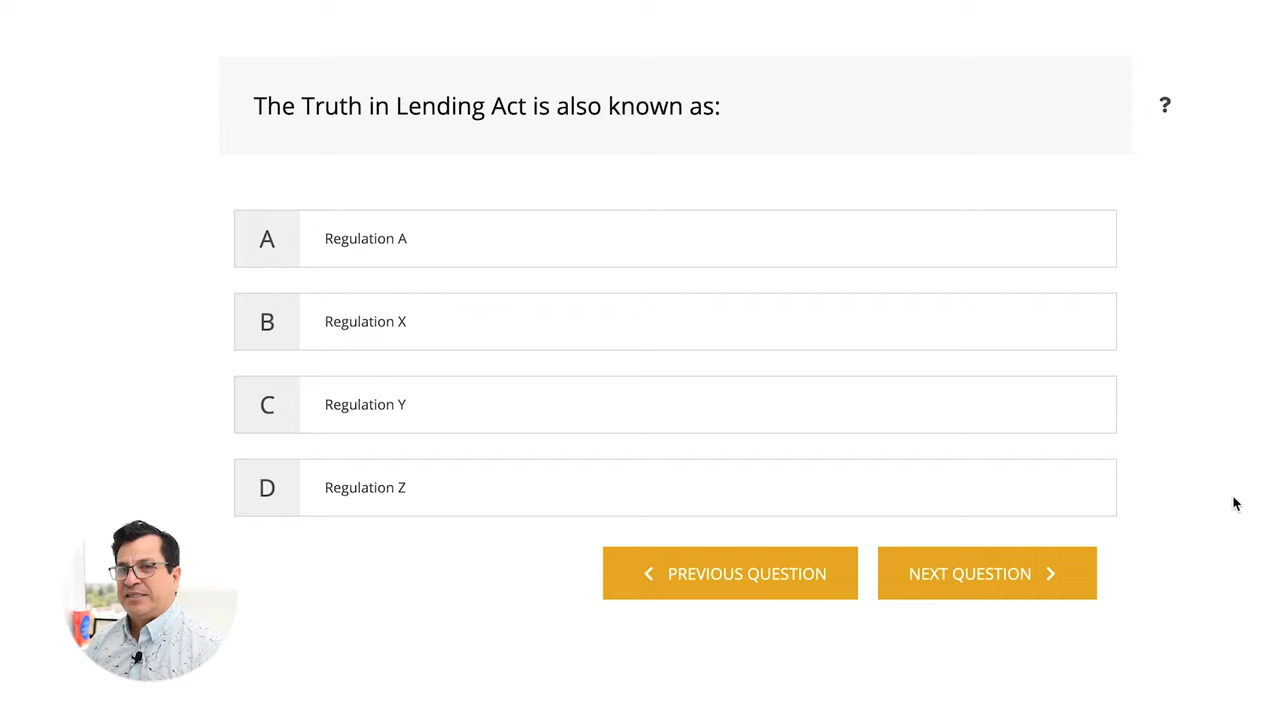 The Truth in Lending Act is also known as:
?
A
Regulation A
B
Regulation X
C
Regulation Y
D
Regulation Z
PREVIOUS QUESTION
NEXT QUESTION